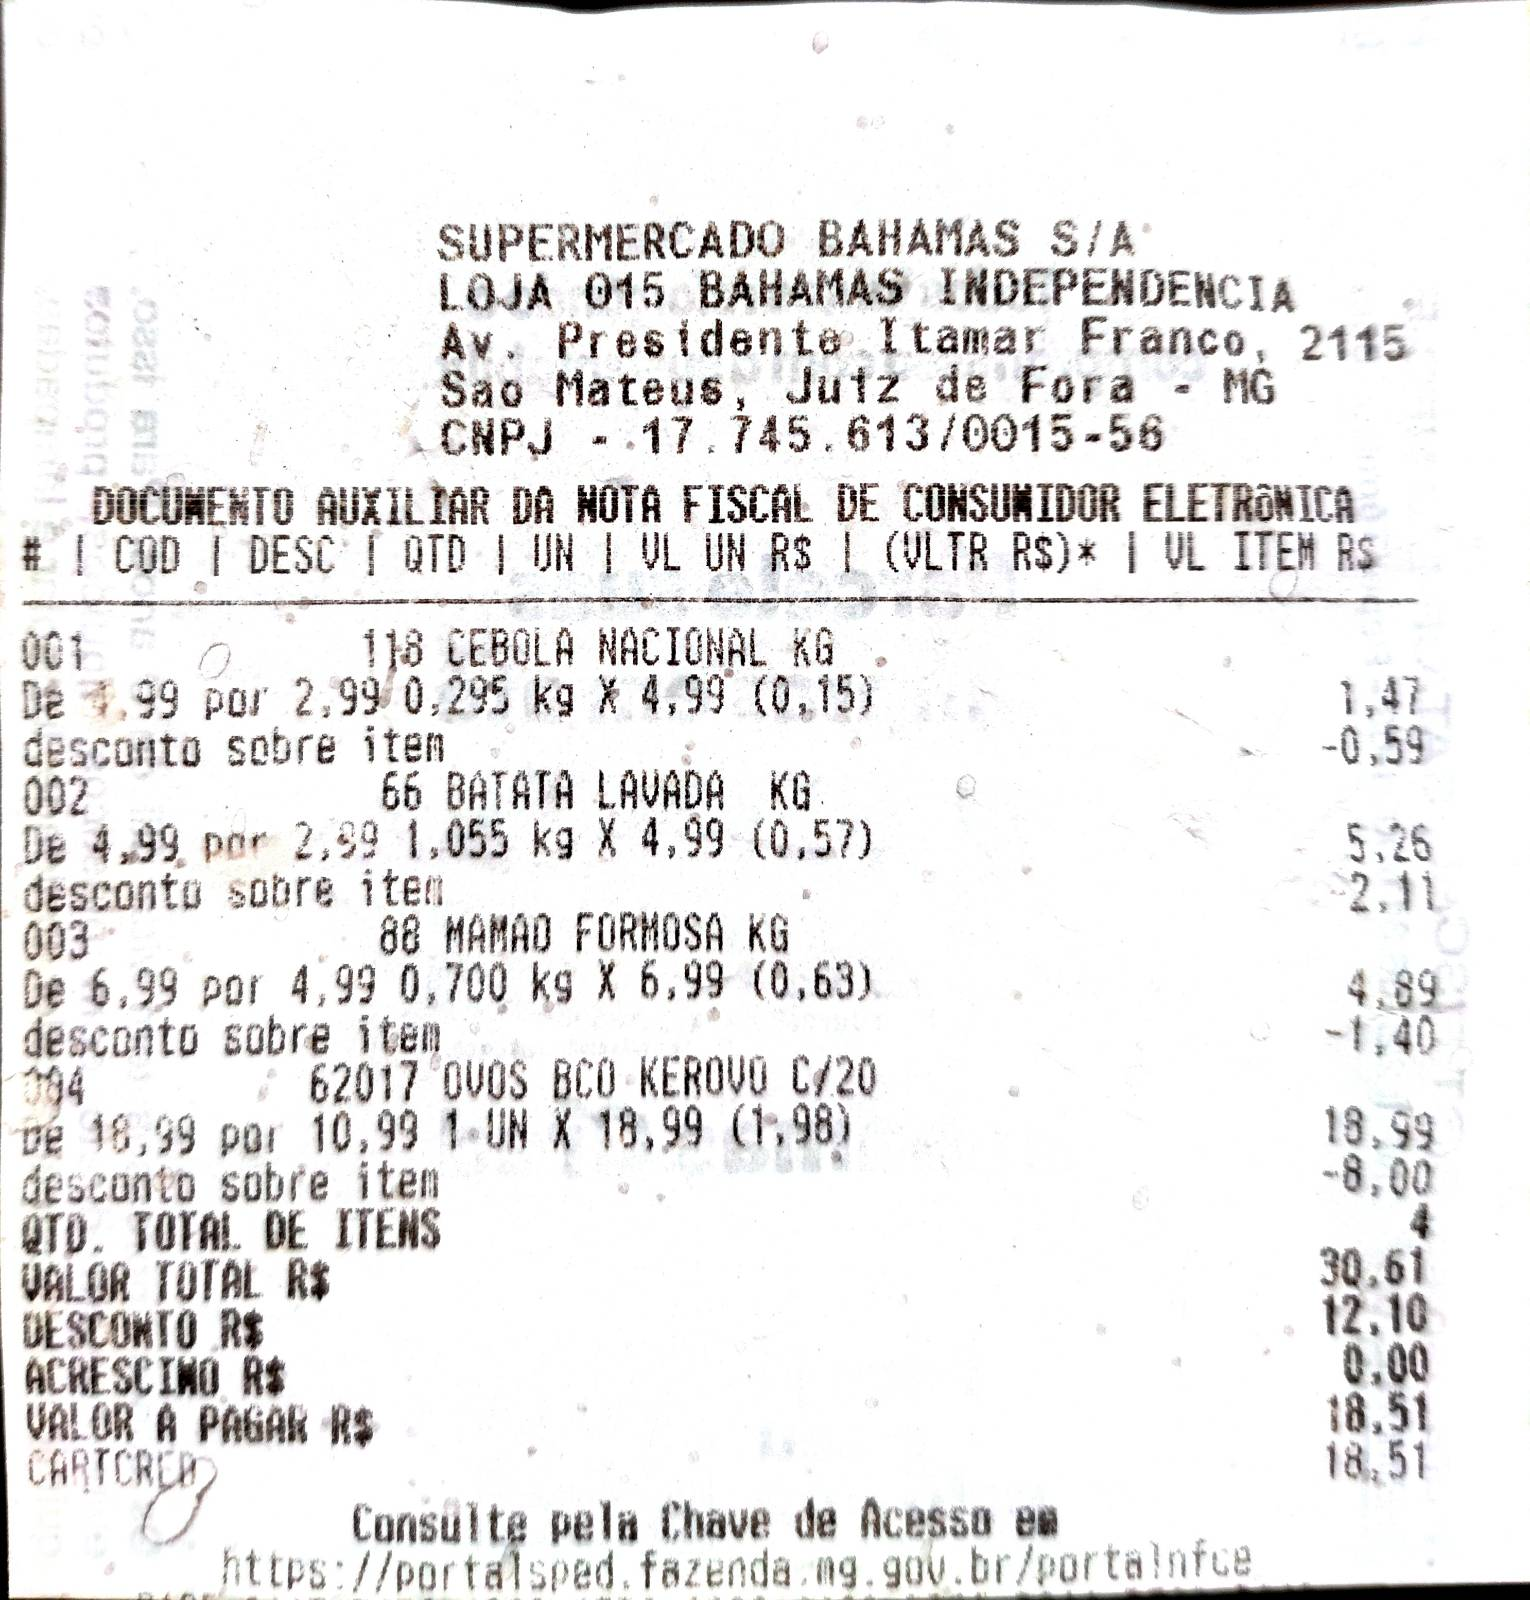 SUPERMERCADO BAHAMAS S/A
LOJA 015 BAHAMAS INDEPENDENCIA
Av. Presidente Itamar Franco, 2115
Sao Mateus, Juiz de Fora - MG
CNPJ - 17.745.613/0015-56
DOCUMENTO AUXILIAR DA NOTA FISCAL DE CONSUMIDOR ELETRôNICA
# | COD | DESC | QTD | UN | VL UN R$ | (VLTR R$)* | VL ITEM R$
001 118 CEBOLA NACIONAL KG
De 4.99 por 2,99 0,295 kg X 4,99 (0,15) 1,47
desconto sobre item -0,59
002 66 BATATA LAVADA KG
De 4,99 por 2,99 1,055 kg X 4,99 (0,57) 5,26
desconto sobre item -2,11
003 88 MAMAO FORMOSA KG
De 6,99 por 4,99 0,700 kg X 6,99 (0,63) 4,89
desconto sobre item -1,40
004 62017 OVOS BCO KEROVO C/20
De 18,99 por 10,99 1 UN X 18,99 (1,98) 18,99
desconto sobre item -8,00
QTD. TOTAL DE ITENS 4
VALOR TOTAL R$ 30,61
DESCONTO R$ 12,10
ACRESCIMO R$ 0,00
VALOR A PAGAR R$ 18,51
CARTCRED 18,51
Consulte pela Chave de Acesso em
https://portalsped.fazenda.mg.gov.br/portalnfce